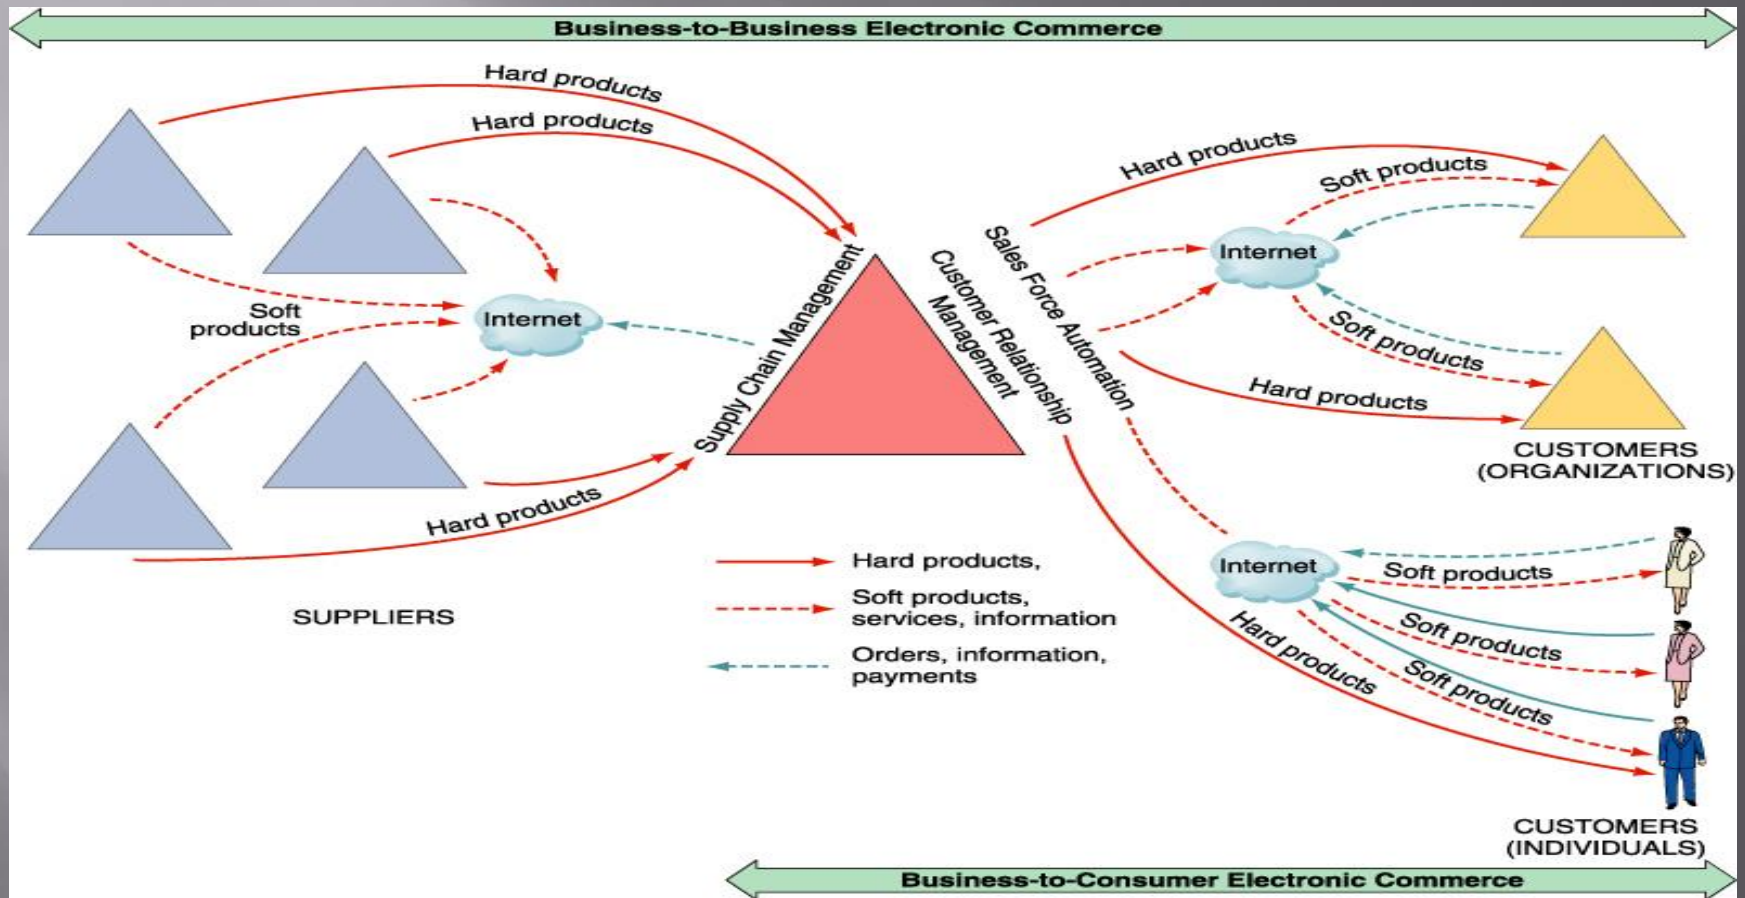 Business-to-Business Electronic Commerce
Hard products
Hard products
Soft
products
Internet
Hard products
SUPPLIERS
Supply Chain Management
Customer Relationship
Management
Sales Force Automation
Hard products
Soft products
Internet
Soft products
Hard products
CUSTOMERS
(ORGANIZATIONS)
Internet
Soft products
Soft products
Soft products
Hard products
CUSTOMERS
(INDIVIDUALS)
Hard products,
Soft products,
services, information
Orders, information,
payments
Business-to-Consumer Electronic Commerce